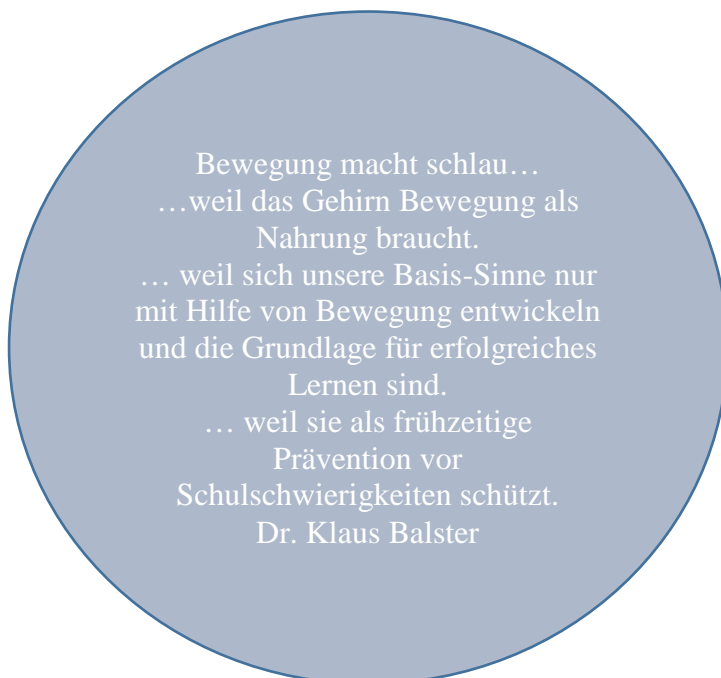 Bewegung macht schlau…
…weil das Gehirn Bewegung als
Nahrung braucht.
… weil sich unsere Basis-Sinne nur
mit Hilfe von Bewegung entwickeln
und die Grundlage für erfolgreiches
Lernen sind.
… weil sie als frühzeitige
Prävention vor
Schulschwierigkeiten schützt.
Dr. Klaus Balster